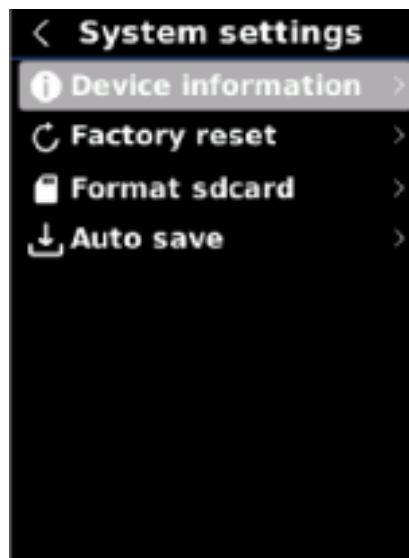 System settings
Device information
Factory reset
Format sdcard
Auto save